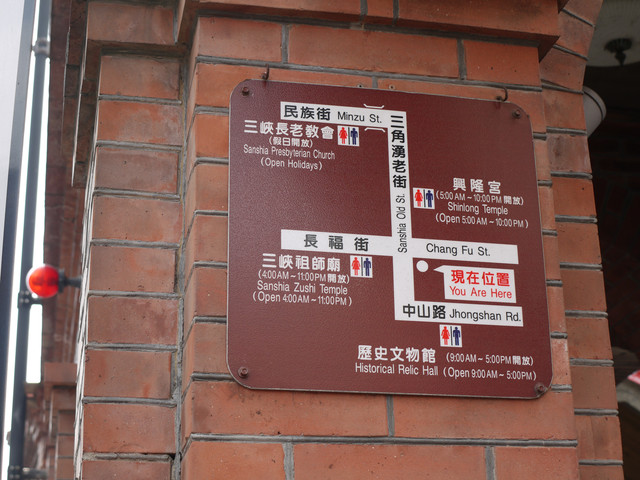 民族街 Minzu St.
三峽長老教會
(假日開放)
Sanshia Presbyterian Church
(Open Holidays)
三角湧老街
Sanshia Old St.
興隆宮
(5:00 AM~10:00 PM 開放)
Shinlong Temple
(Open 5:00 AM~10:00 PM)
長福街 Chang Fu St.
三峽祖師廟
(4:00 AM~11:00 PM 開放)
Sanshia Zushi Temple
(Open 4:00 AM~11:00 PM)
現在位置
You Are Here
中山路 Jhongshan Rd.
歷史文物館 (9:00 AM~5:00 PM 開放)
Historical Relic Hall (Open 9:00 AM~5:00 PM)